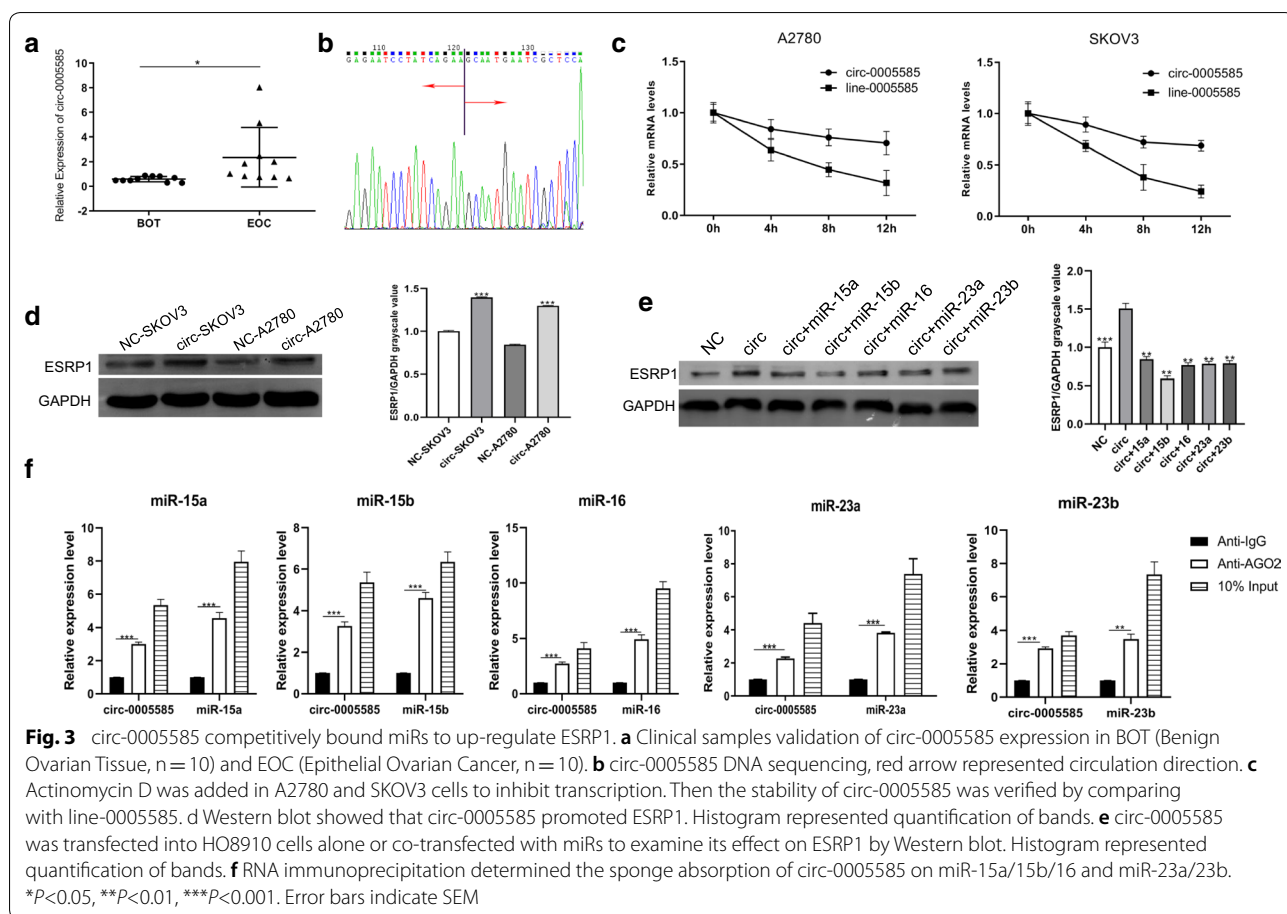 a
*
Relative Expression of circ-0005585
10
8
6
4
2
0
-2
BOT
EOC
b
110 120 130
GAGAATCCTATCAGAAGCAATGAATCGCTCCA
c
A2780
circ-0005585
line-0005585
Relative mRNA levels
1.5
1.0
0.5
0.0
0h 4h 8h 12h
SKOV3
circ-0005585
line-0005585
Relative mRNA levels
1.5
1.0
0.5
0.0
0h 4h 8h 12h
d
NC-SKOV3
circ-SKOV3
NC-A2780
circ-A2780
ESRP1
GAPDH
ESRP1/GAPDH grayscale value
1.5
1.0
0.5
0.0
***
***
NC-SKOV3
circ-SKOV3
NC-A2780
circ-A2780
e
NC
circ
circ+miR-15a
circ+miR-15b
circ+miR-16
circ+miR-23a
circ+miR-23b
ESRP1
GAPDH
ESRP1/GAPDH grayscale value
2.0
1.5
1.0
0.5
0.0
***
**
**
**
**
**
NC
circ
circ+15a
circ+15b
circ+16
circ+23a
circ+23b
f
miR-15a
Relative expression level
10
8
6
4
2
0
***
***
circ-0005585 miR-15a
miR-15b
Relative expression level
8
6
4
2
0
***
***
circ-0005585 miR-15b
miR-16
Relative expression level
15
10
5
0
***
***
circ-0005585 miR-16
miR-23a
Relative expression level
10
8
6
4
2
0
***
***
circ-0005585 miR-23a
miR-23b
Relative expression level
10
8
6
4
2
0
***
**
circ-0005585 miR-23b
Anti-IgG
Anti-AGO2
10% Input
Fig. 3 circ-0005585 competitively bound miRs to up-regulate ESRP1. a Clinical samples validation of circ-0005585 expression in BOT (Benign
Ovarian Tissue, n = 10) and EOC (Epithelial Ovarian Cancer, n = 10). b circ-0005585 DNA sequencing, red arrow represented circulation direction. c
Actinomycin D was added in A2780 and SKOV3 cells to inhibit transcription. Then the stability of circ-0005585 was verified by comparing
with line-0005585. d Western blot showed that circ-0005585 promoted ESRP1. Histogram represented quantification of bands. e circ-0005585
was transfected into HO8910 cells alone or co-transfected with miRs to examine its effect on ESRP1 by Western blot. Histogram represented
quantification of bands. f RNA immunoprecipitation determined the sponge absorption of circ-0005585 on miR-15a/15b/16 and miR-23a/23b.
*P<0.05, **P<0.01, ***P<0.001. Error bars indicate SEM